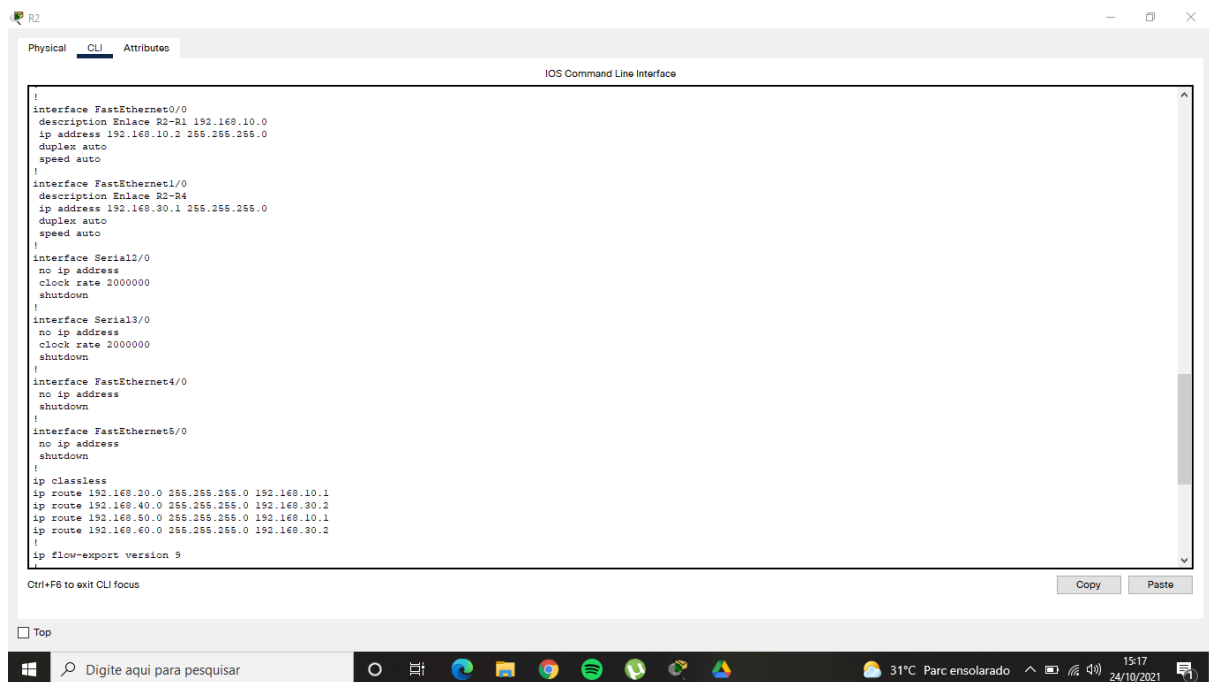 R2
Physical CLI Attributes
IOS Command Line Interface
!
interface FastEthernet0/0
description Enlace R2-R1 192.168.10.0
ip address 192.168.10.2 255.255.255.0
duplex auto
speed auto
!
interface FastEthernet1/0
description Enlace R2-R4
ip address 192.168.30.1 255.255.255.0
duplex auto
speed auto
!
interface Serial2/0
no ip address
clock rate 2000000
shutdown
!
interface Serial3/0
no ip address
clock rate 2000000
shutdown
!
interface FastEthernet4/0
no ip address
shutdown
!
interface FastEthernet5/0
no ip address
shutdown
!
ip classless
ip route 192.168.20.0 255.255.255.0 192.168.10.1
ip route 192.168.40.0 255.255.255.0 192.168.30.2
ip route 192.168.50.0 255.255.255.0 192.168.10.1
ip route 192.168.60.0 255.255.255.0 192.168.30.2
!
ip flow-export version 9
!
Ctrl+F6 to exit CLI focus
Copy Paste
Top
Digite aqui para pesquisar
31°C Parc ensolarado
15:17
24/10/2021
1